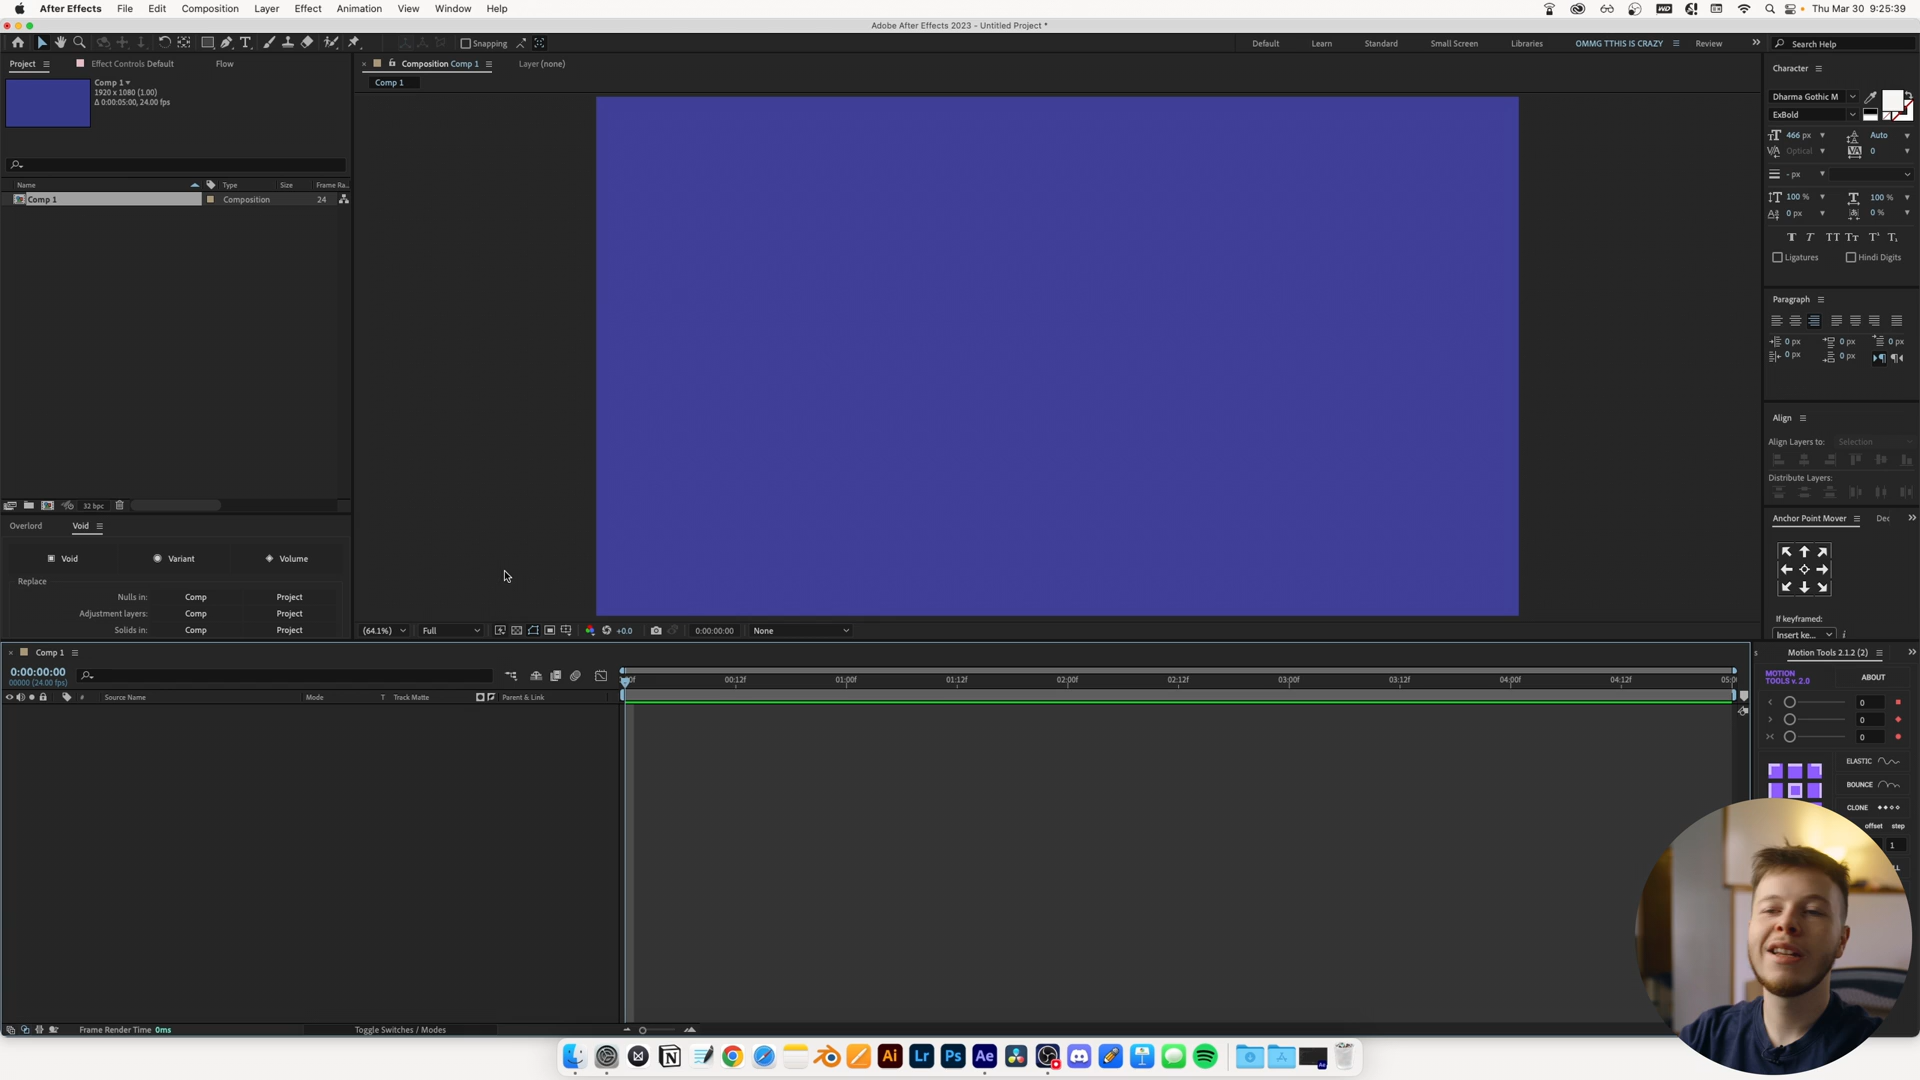 After Effects File Edit Composition Layer Effect Animation View Window Help
Thu Mar 30 9:25:39
Adobe After Effects 2023 - Untitled Project *
Snapping
Default Learn Standard Small Screen Libraries OMMG TTHIS IS CRAZY Review
Search Help
Project Effect Controls Default Flow
Comp 1
1920 x 1080 (1.00)
Δ 0:00:05:00, 24.00 fps
Name Type Size Frame Ra...
Comp 1 Composition 24
32 bpc
Overlord Void
Void Variant Volume
Replace
Nulls in: Comp Project
Adjustment layers: Comp Project
Solids in: Comp Project
Composition Comp 1 Layer (none)
Comp 1
(64.1%) Full +0.0 0:00:00:00 None
Character
Dharma Gothic M
ExBold
466 px Auto
Optical 0
- px
100 % 100 %
0 px 0 %
Ligatures Hindi Digits
Paragraph
0 px 0 px 0 px
0 px 0 px
Align
Align Layers to: Selection
Distribute Layers:
Anchor Point Mover Dec
If keyframed:
Insert ke...
Comp 1
0:00:00:00
00000 (24.00 fps)
# Source Name Mode T Track Matte Parent & Link
00:12f 01:00f 01:12f 02:00f 02:12f 03:00f 03:12f 04:00f 04:12f
Frame Render Time 0ms Toggle Switches / Modes
Motion Tools 2.1.2 (2)
MOTION
TOOLS v. 2.0
ABOUT
0
0
0
ELASTIC
BOUNCE
CLONE
offset step
1
Ai Lr Ps Ae